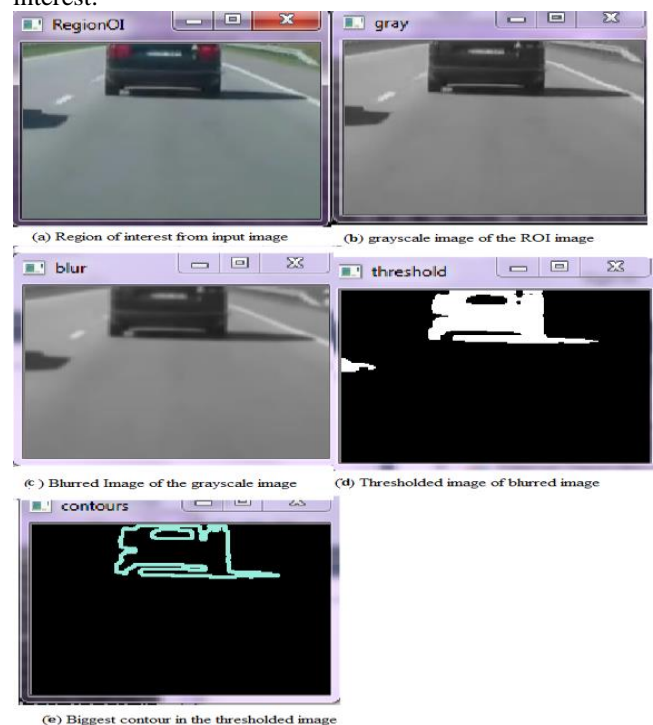 interest.
RegionOI
gray
(a) Region of interest from input image
(b) grayscale image of the ROI image
blur
threshold
(c ) Blurred Image of the grayscale image
(d) Thresholded image of blurred image
contours
(e) Biggest contour in the thresholded image